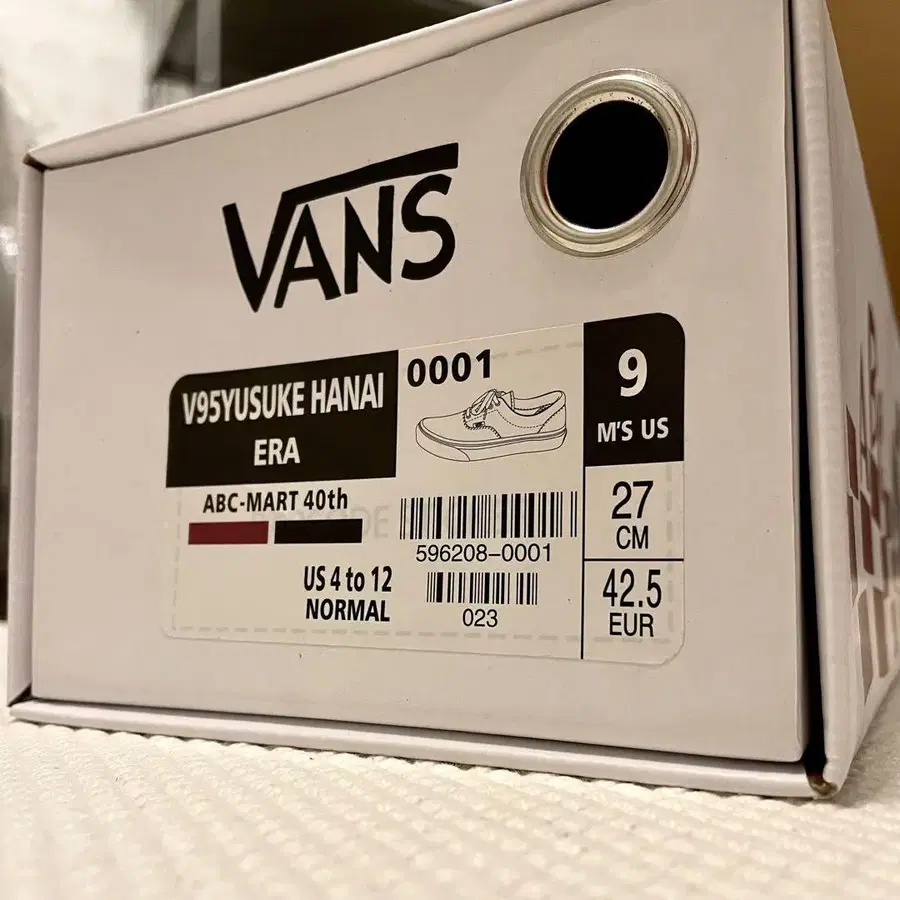 VANS
V95YUSUKE HANAI
ERA
0001
9
M'S US
ABC-MART 40th
27
CM
596208-0001
US 4 to 12
NORMAL
023
42.5
EUR